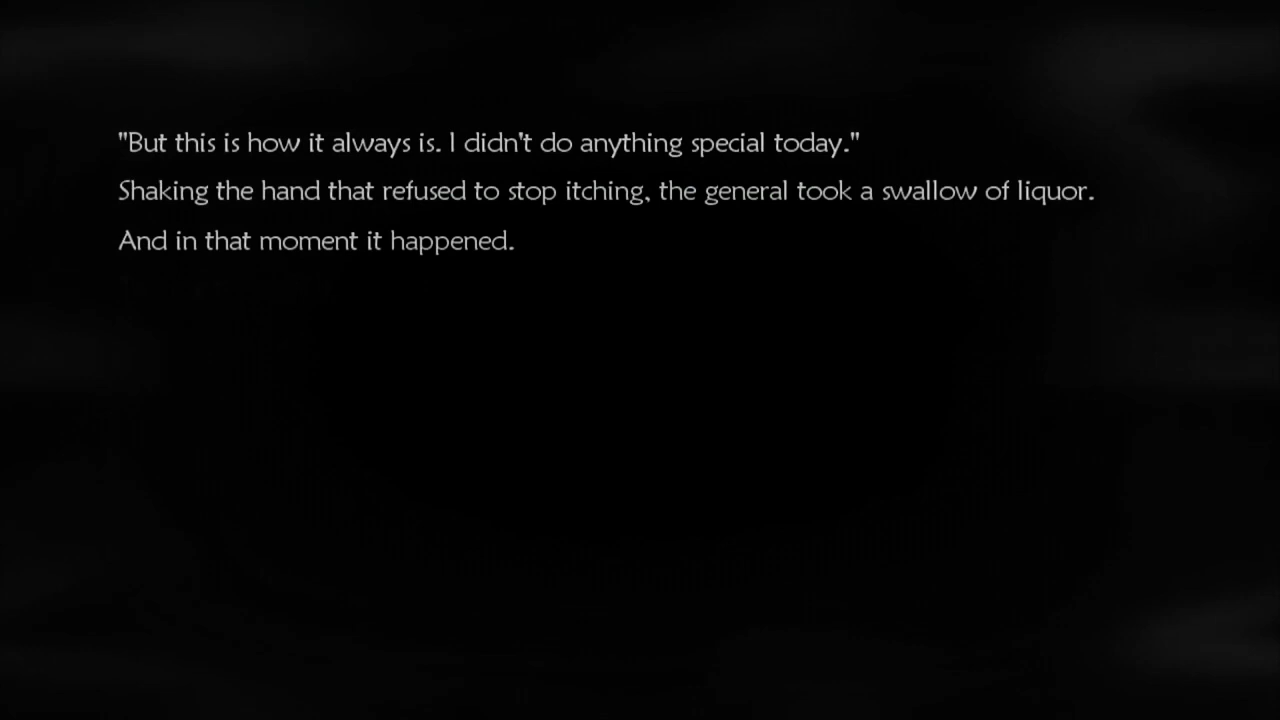 "But this is how it always is. I didn't do anything special today."
Shaking the hand that refused to stop itching, the general took a swallow of liquor.
And in that moment it happened.